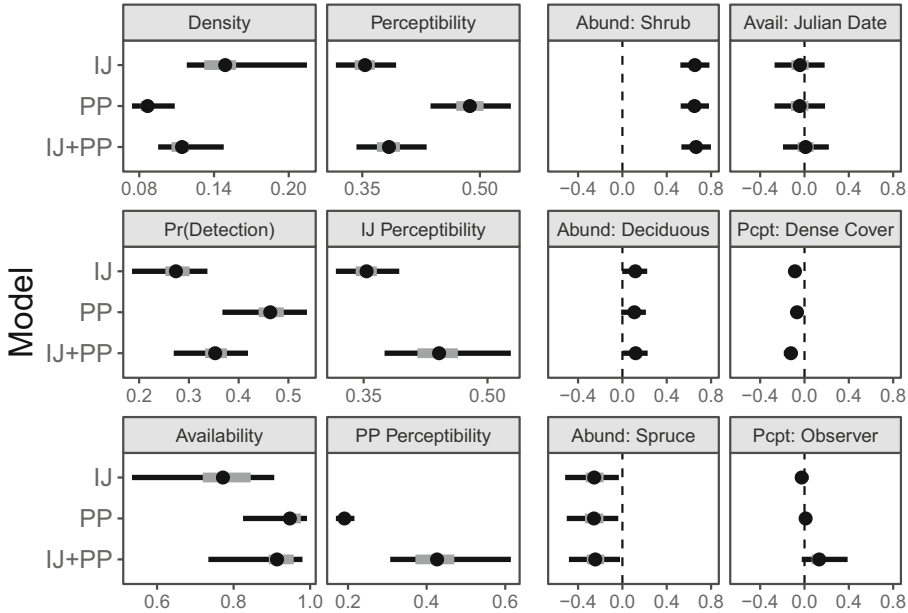 Density Perceptibility Abund: Shrub Avail: Julian Date
IJ
PP
IJ+PP
0.08 0.14 0.20 0.35 0.50 −0.4 0.0 0.4 0.8 −0.4 0.0 0.4 0.8
Pr(Detection) IJ Perceptibility Abund: Deciduous Pcpt: Dense Cover
Model
IJ
PP
IJ+PP
0.2 0.3 0.4 0.5 0.35 0.50 −0.4 0.0 0.4 0.8 −0.4 0.0 0.4 0.8
Availability PP Perceptibility Abund: Spruce Pcpt: Observer
IJ
PP
IJ+PP
0.6 0.8 1.0 0.2 0.4 0.6 −0.4 0.0 0.4 0.8 −0.4 0.0 0.4 0.8